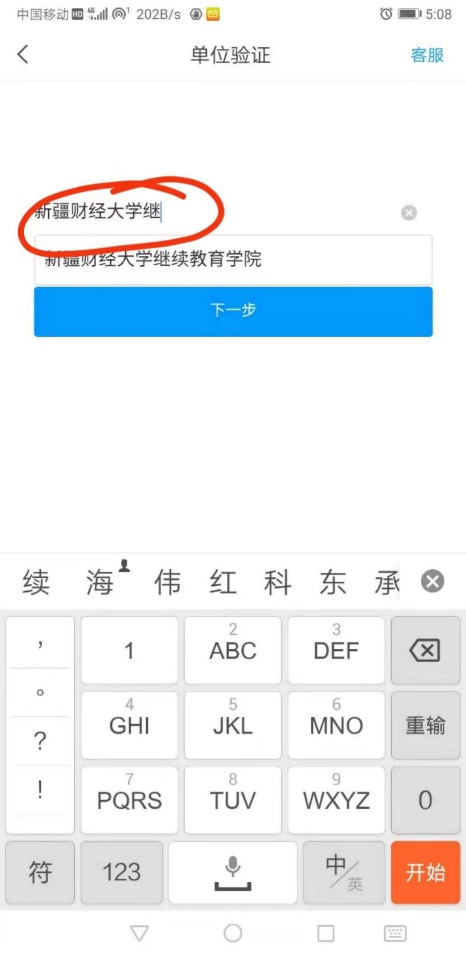 中国移动 HD 4G 1 202B/s 5:08
单位验证 客服
新疆财经大学继
新疆财经大学继续教育学院
下一步
续 海 伟 红 科 东 承
， 1 2 ABC 3 DEF
。 4 GHI 5 JKL 6 MNO 重输
? 7 PQRS 8 TUV 9 WXYZ 0
!
符 123 中/英 开始